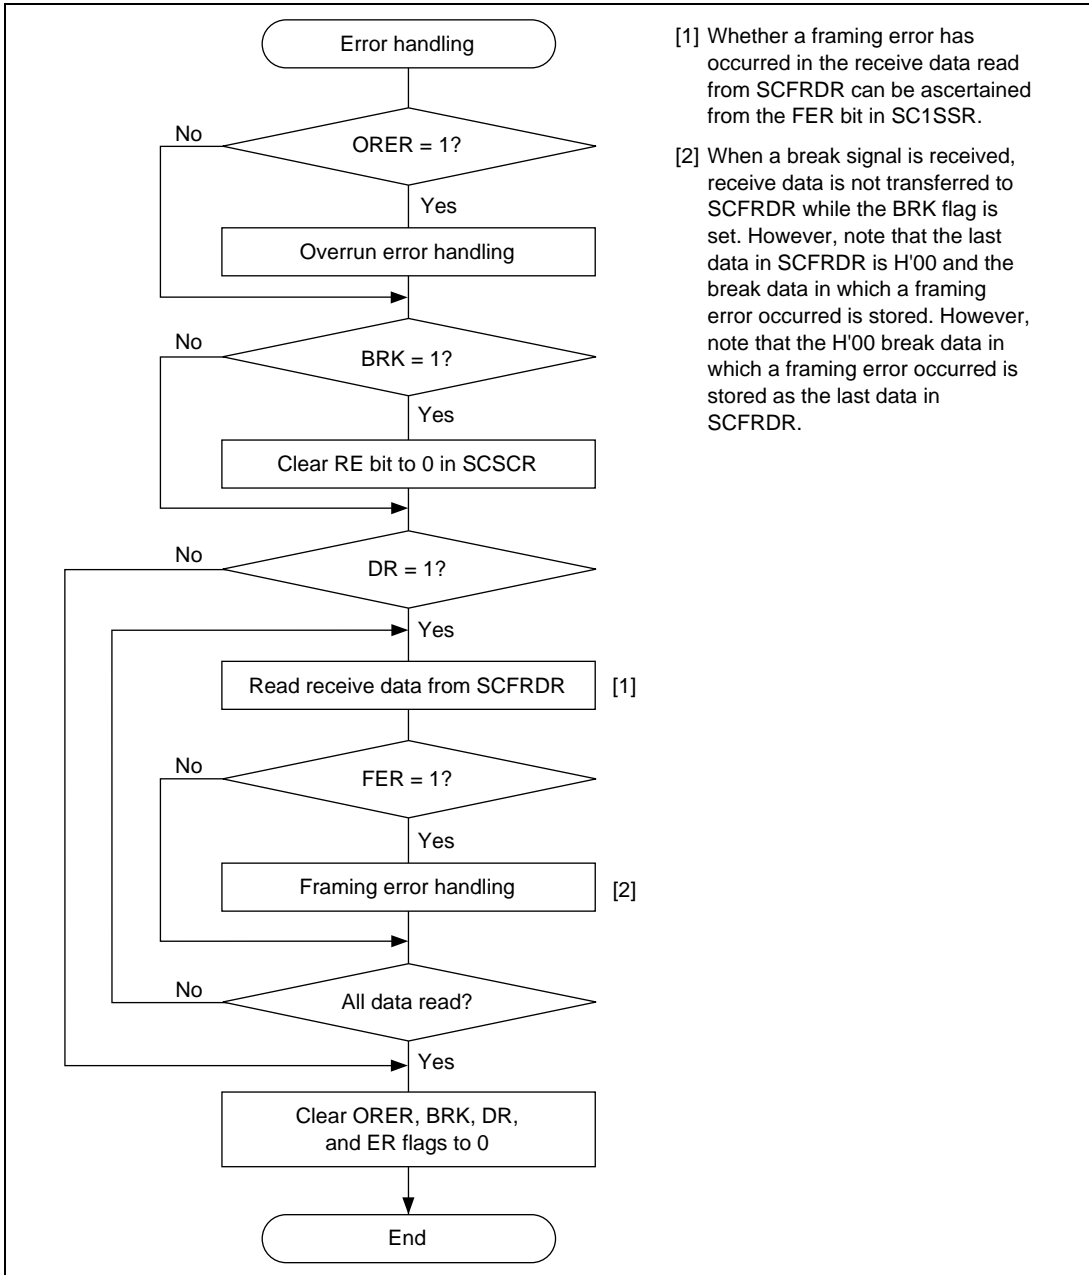 Error handling
No
ORER = 1?
Yes
Overrun error handling
No
BRK = 1?
Yes
Clear RE bit to 0 in SCSCR
No
DR = 1?
Yes
Read receive data from SCFRDR [1]
No
FER = 1?
Yes
Framing error handling [2]
No
All data read?
Yes
Clear ORER, BRK, DR,
and ER flags to 0
End
[1] Whether a framing error has
occurred in the receive data read
from SCFRDR can be ascertained
from the FER bit in SC1SSR.
[2] When a break signal is received,
receive data is not transferred to
SCFRDR while the BRK flag is
set. However, note that the last
data in SCFRDR is H'00 and the
break data in which a framing
error occurred is stored. However,
note that the H'00 break data in
which a framing error occurred is
stored as the last data in
SCFRDR.